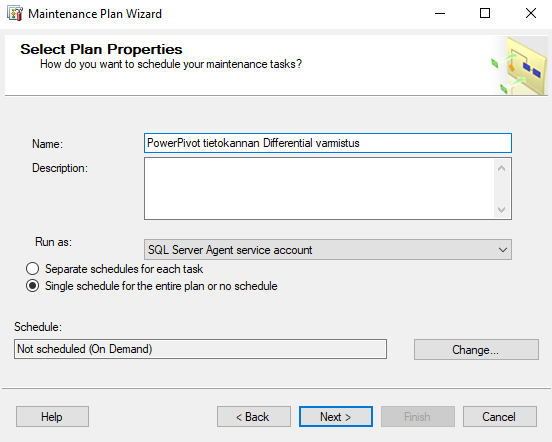 Maintenance Plan Wizard
Select Plan Properties
How do you want to schedule your maintenance tasks?
Name:
PowerPivot tietokannan Differential varmistus
Description:
Run as:
SQL Server Agent service account
Separate schedules for each task
Single schedule for the entire plan or no schedule
Schedule:
Not scheduled (On Demand)
Change...
Help
< Back
Next >
Finish
Cancel